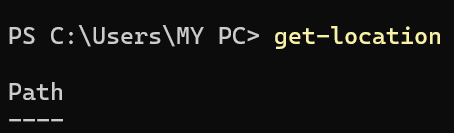 PS C:\Users\MY PC> get-location
Path
----